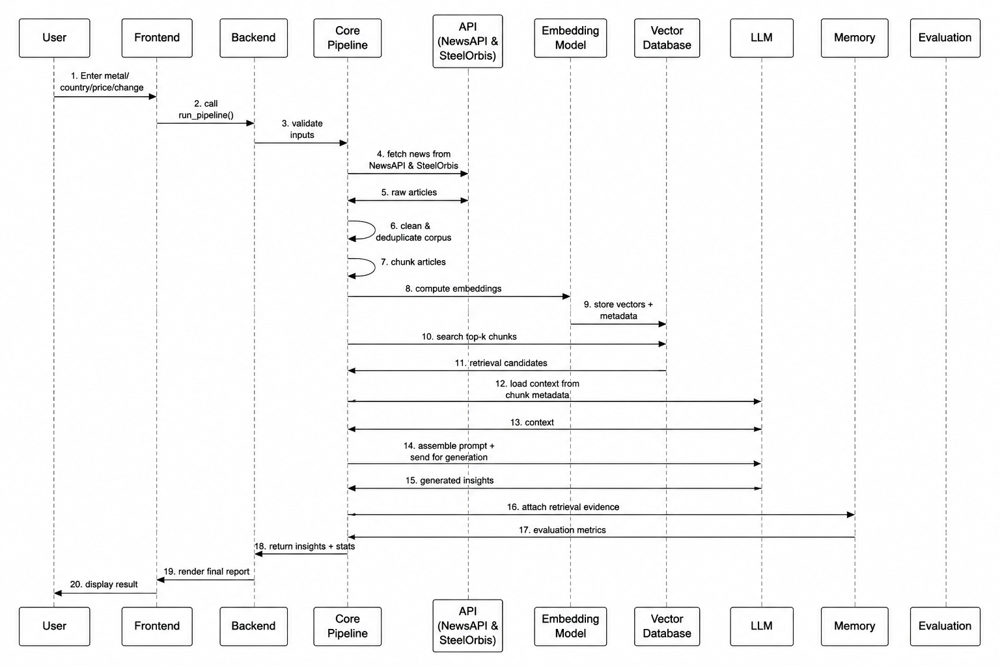 User
Frontend
Backend
Core
Pipeline
API
(NewsAPI &
SteelOrbis)
Embedding
Model
Vector
Database
LLM
Memory
Evaluation
1. Enter metal/
country/price/change
2. call
run_pipeline()
3. validate
inputs
4. fetch news from
NewsAPI & SteelOrbis
5. raw articles
6. clean &
deduplicate corpus
7. chunk articles
8. compute embeddings
9. store vectors +
metadata
10. search top-k chunks
11. retrieval candidates
12. load context from
chunk metadata
13. context
14. assemble prompt +
send for generation
15. generated insights
16. attach retrieval evidence
17. evaluation metrics
18. return insights + stats
19. render final report
20. display result
User
Frontend
Backend
Core
Pipeline
API
(NewsAPI &
SteelOrbis)
Embedding
Model
Vector
Database
LLM
Memory
Evaluation